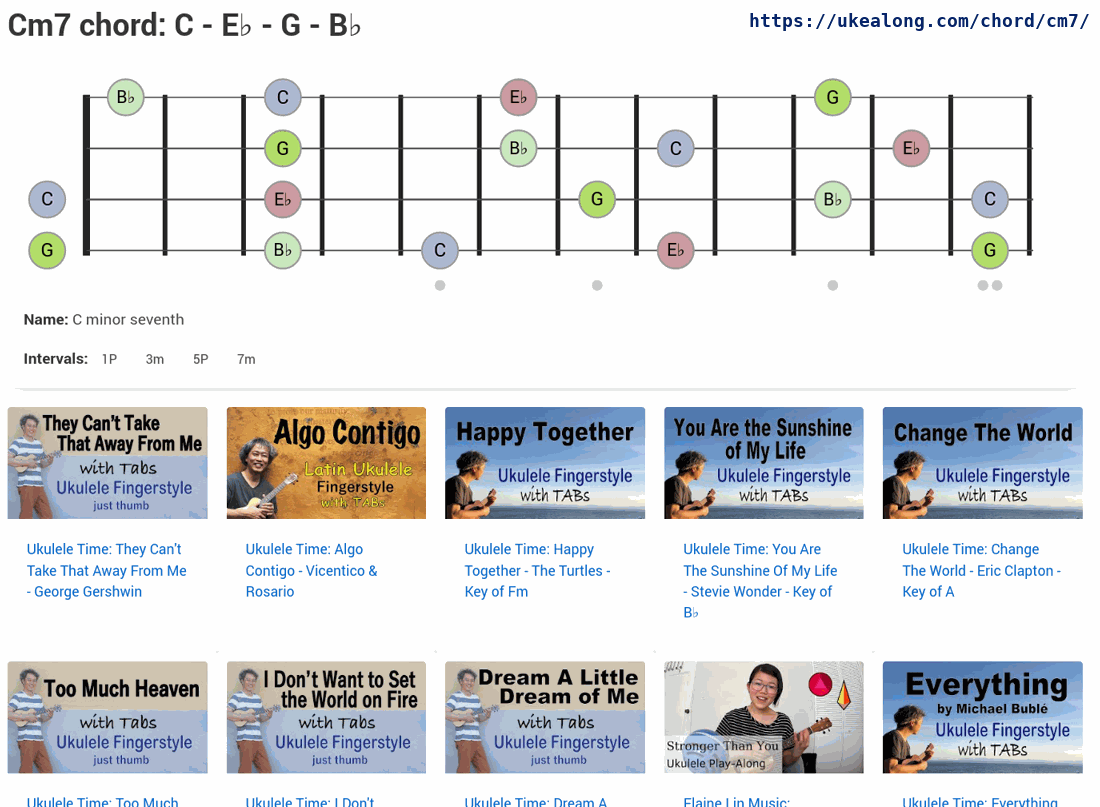 Cm7 chord: C - E♭ - G - B♭
https://ukealong.com/chord/cm7/
B♭ C E♭ G
G B♭ C E♭
C E♭ G B♭ C
G B♭ C E♭ G
Name: C minor seventh
Intervals: 1P 3m 5P 7m
They Can't Take
That Away From Me
with Tabs
Ukulele Fingerstyle
just thumb
Algo Contigo
Latin Ukulele
Fingerstyle
with TABs
Happy Together
Ukulele Fingerstyle
with TABs
You Are the Sunshine
of My Life
Ukulele Fingerstyle
with TABs
Change The World
Ukulele Fingerstyle
with TABs
Ukulele Time: They Can't
Take That Away From Me
- George Gershwin
Ukulele Time: Algo
Contigo - Vicentico &
Rosario
Ukulele Time: Happy
Together - The Turtles -
Key of Fm
Ukulele Time: You Are
The Sunshine Of My Life
- Stevie Wonder - Key of
B♭
Ukulele Time: Change
The World - Eric Clapton -
Key of A
Too Much Heaven
with Tabs
Ukulele Fingerstyle
just thumb
I Don't Want to Set
the World on Fire
with Tabs
Ukulele Fingerstyle
just thumb
Dream A Little
Dream of Me
with Tabs
Ukulele Fingerstyle
just thumb
Stronger Than You
Ukulele Play-Along
Everything
by Michael Bublé
Ukulele Fingerstyle
with TABs
Ukulele Time: Too Much
Ukulele Time: I Don't
Ukulele Time: Dream A
Elaine Lin Music:
Ukulele Time: Everything